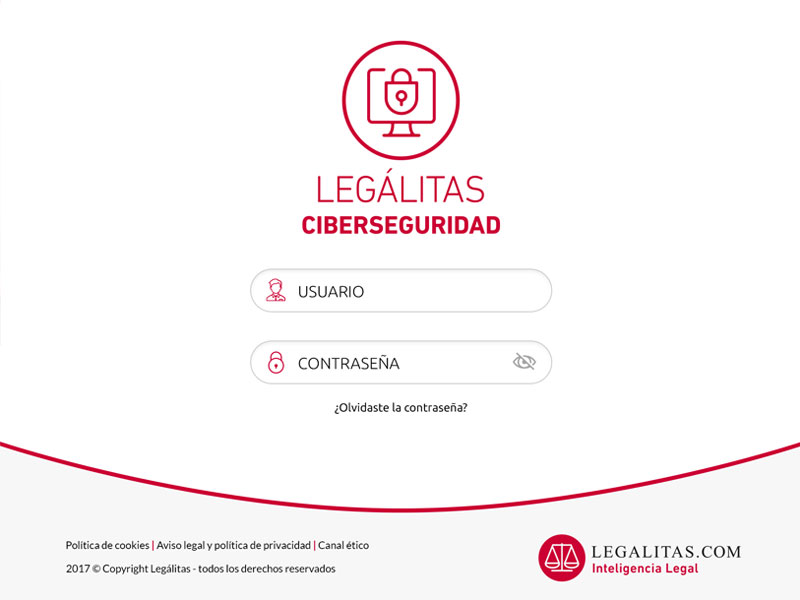 LEGÁLITAS
CIBERSEGURIDAD
USUARIO
CONTRASEÑA
¿Olvidaste la contraseña?
Política de cookies | Aviso legal y política de privacidad | Canal ético
2017 © Copyright Legálitas - todos los derechos reservados
LEGALITAS.COM
Inteligencia Legal